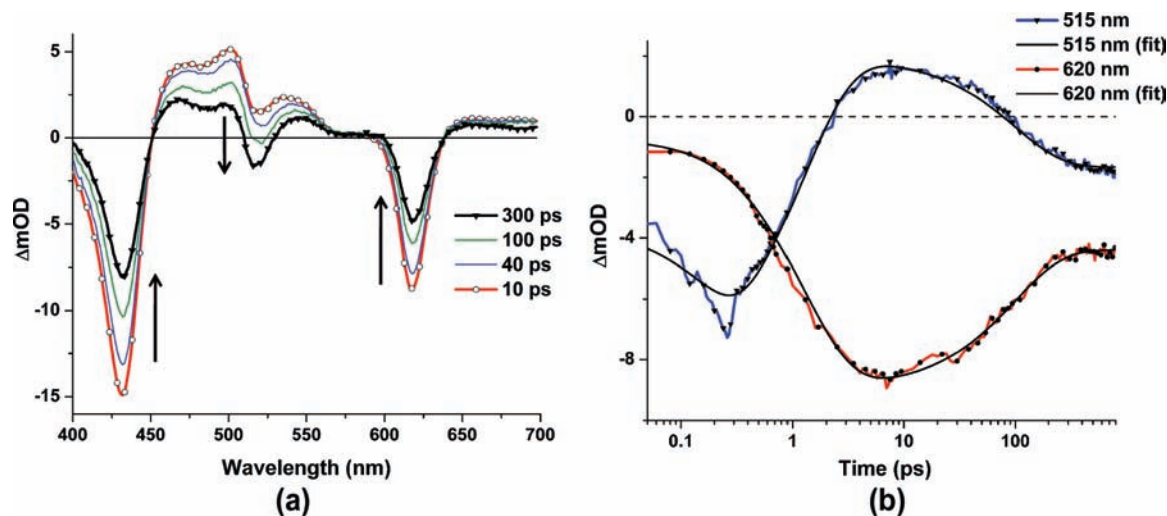 5
0
-5
-10
-15
ΔmOD
400 450 500 550 600 650 700
Wavelength (nm)
300 ps
100 ps
40 ps
10 ps
(a)
515 nm
515 nm (fit)
620 nm
620 nm (fit)
0
-4
-8
ΔmOD
0.1 1 10 100
Time (ps)
(b)